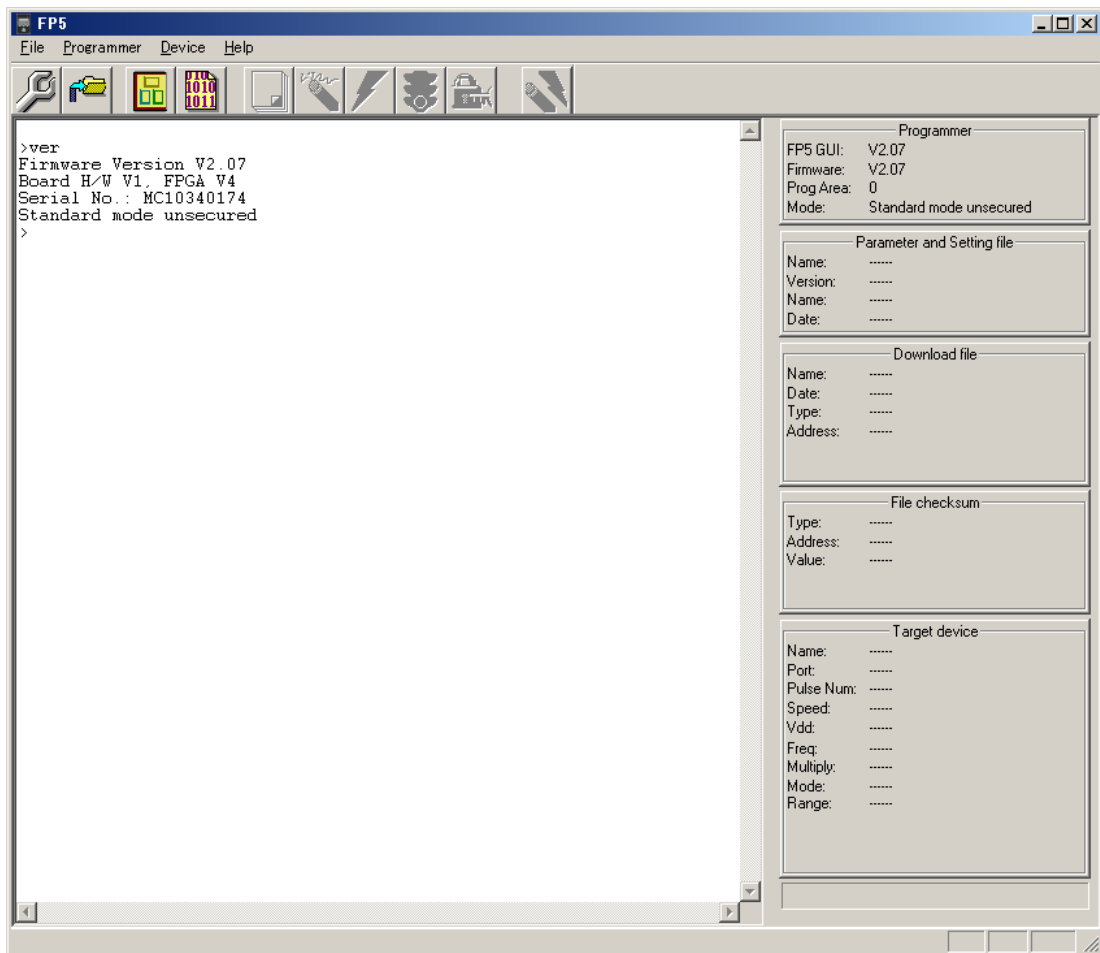 FP5
File Programmer Device Help
010
1010
1011
>ver
Firmware Version V2.07
Board H/W V1, FPGA V4
Serial No.: MC10340174
Standard mode unsecured
>
Programmer
FP5 GUI: V2.07
Firmware: V2.07
Prog Area: 0
Mode: Standard mode unsecured
Parameter and Setting file
Name: ------
Version: ------
Name: ------
Date: ------
Download file
Name: ------
Date: ------
Type: ------
Address: ------
File checksum
Type: ------
Address: ------
Value: ------
Target device
Name: ------
Port: ------
Pulse Num: ------
Speed: ------
Vdd: ------
Freq: ------
Multiply: ------
Mode: ------
Range: ------